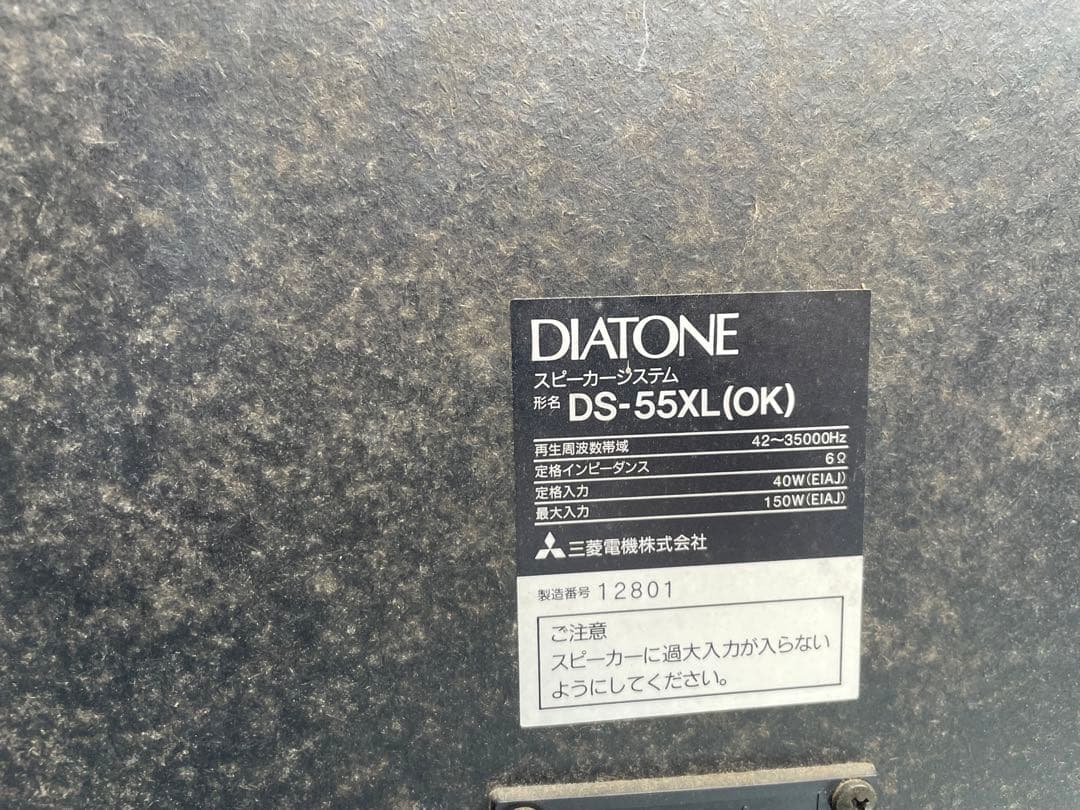 DIATONE
スピーカーシステム
形名 DS-55XL(OK)
再生周波数帯域 42〜35000Hz
定格インピーダンス 6Ω
定格入力 40W(EIAJ)
最大入力 150W(EIAJ)
三菱電機株式会社
製造番号 12801
ご注意
スピーカーに過大入力が入らない
ようにしてください。